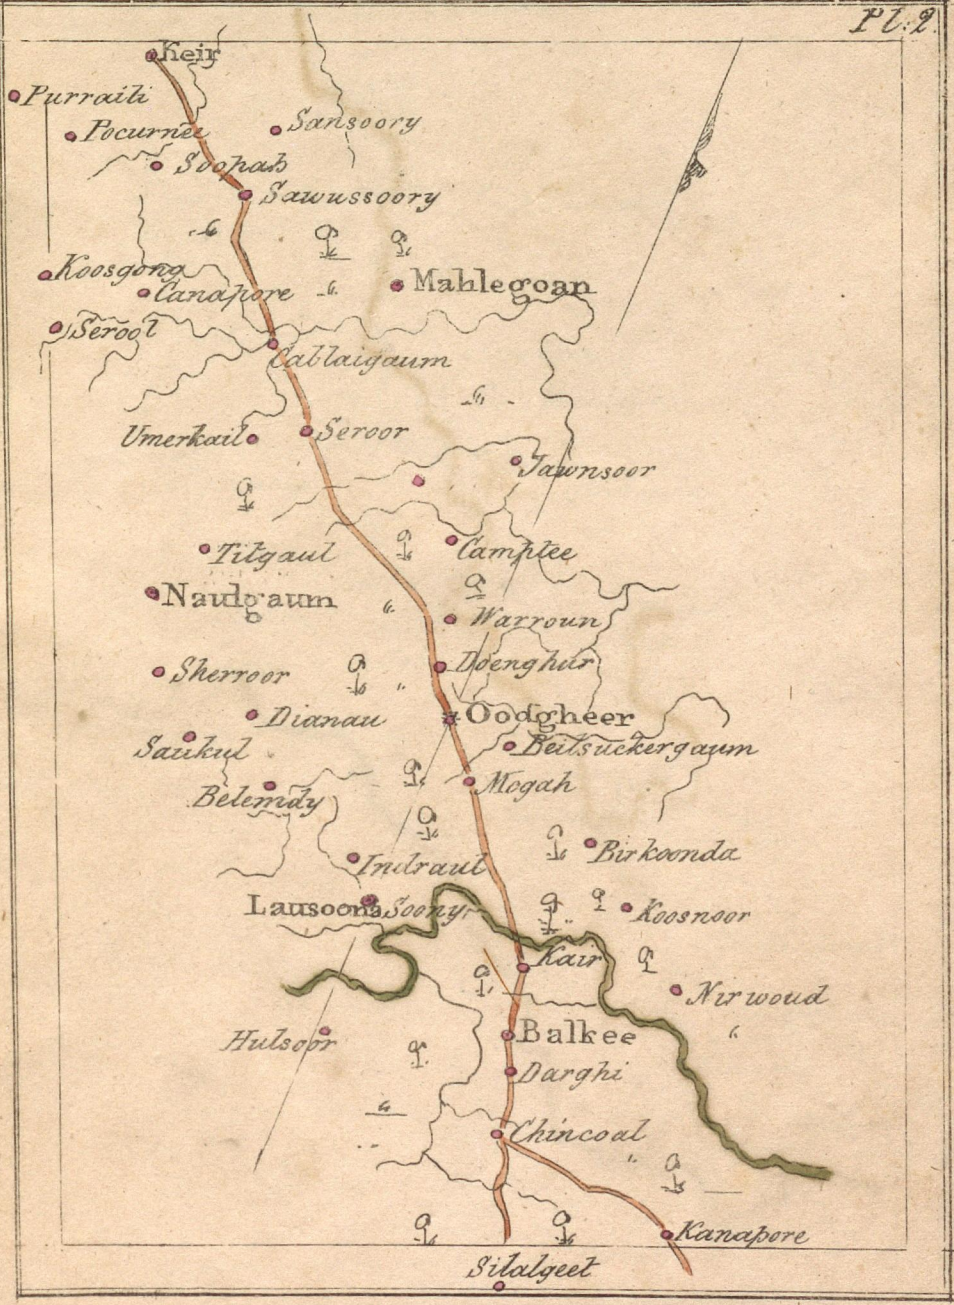 Pl. 2.
Keir
Purraili
Pocurnee
Sansoory
Soopah
Sawussoory
Koosgong
Mahlegoan
Canapore
Serool
Callaigaum
Umerkail
Seroor
Jawnsoor
Titgaul
Camptee
Naudgaum
Warroun
Doenghur
Sherroor
Dianau
Oodgheer
Saukul
Beitsuckergaum
Mogah
Belemdy
Birkoonda
Indraul
Lausoona
Soony
Koosnoor
Kair
Nirwoud
Hulsoor
Balkee
Darghi
Chincoal
Kanapore
Silalgeet